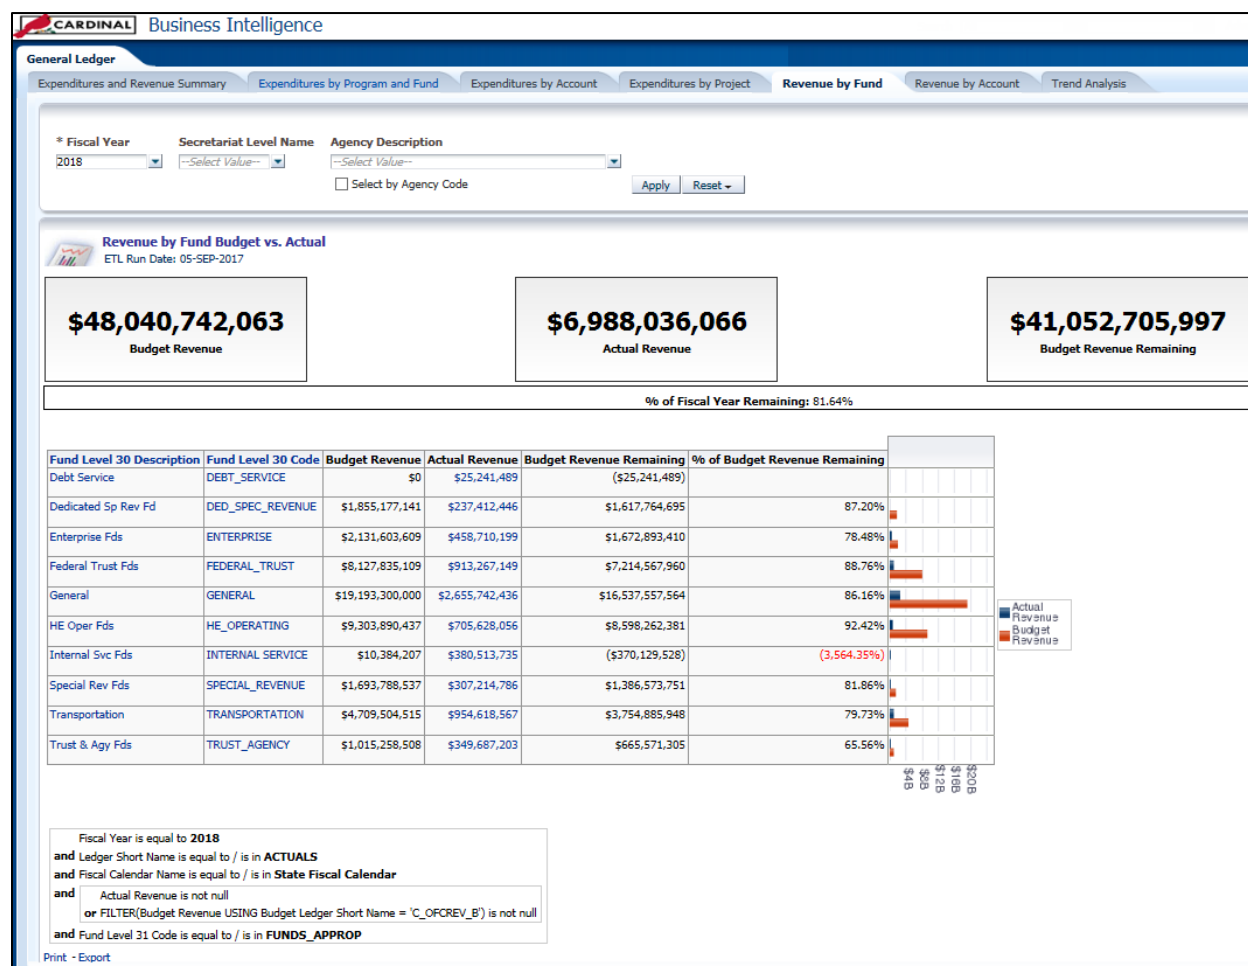 CARDINAL Business Intelligence
General Ledger
Expenditures and Revenue Summary Expenditures by Program and Fund Expenditures by Account Expenditures by Project Revenue by Fund Revenue by Account Trend Analysis
* Fiscal Year Secretariat Level Name Agency Description
2018 --Select Value-- --Select Value--
Select by Agency Code Apply Reset
Revenue by Fund Budget vs. Actual
ETL Run Date: 05-SEP-2017
$48,040,742,063 $6,988,036,066 $41,052,705,997
Budget Revenue Actual Revenue Budget Revenue Remaining
% of Fiscal Year Remaining: 81.64%
Fund Level 30 Description Fund Level 30 Code Budget Revenue Actual Revenue Budget Revenue Remaining % of Budget Revenue Remaining
Debt Service DEBT_SERVICE $0 $25,241,489 ($25,241,489)
Dedicated Sp Rev Fd DED_SPEC_REVENUE $1,855,177,141 $237,412,446 $1,617,764,695 87.20%
Enterprise Fds ENTERPRISE $2,131,603,609 $458,710,199 $1,672,893,410 78.48%
Federal Trust Fds FEDERAL_TRUST $8,127,835,109 $913,267,149 $7,214,567,960 88.76%
General GENERAL $19,193,300,000 $2,655,742,436 $16,537,557,564 86.16%
Actual
Revenue
HE Oper Fds HE_OPERATING $9,303,890,437 $705,628,056 $8,598,262,381 92.42%
Budget
Revenue
Internal Svc Fds INTERNAL SERVICE $10,384,207 $380,513,735 ($370,129,528) (3,564.35%)
Special Rev Fds SPECIAL_REVENUE $1,693,788,537 $307,214,786 $1,386,573,751 81.86%
Transportation TRANSPORTATION $4,709,504,515 $954,618,567 $3,754,885,948 79.73%
Trust & Agy Fds TRUST_AGENCY $1,015,258,508 $349,687,203 $665,571,305 65.56%
$4B $8B $12B $16B $20B
Fiscal Year is equal to 2018
and Ledger Short Name is equal to / is in ACTUALS
and Fiscal Calendar Name is equal to / is in State Fiscal Calendar
and Actual Revenue is not null
or FILTER(Budget Revenue USING Budget Ledger Short Name = 'C_OFCREV_B') is not null
and Fund Level 31 Code is equal to / is in FUNDS_APPROP
Print - Export